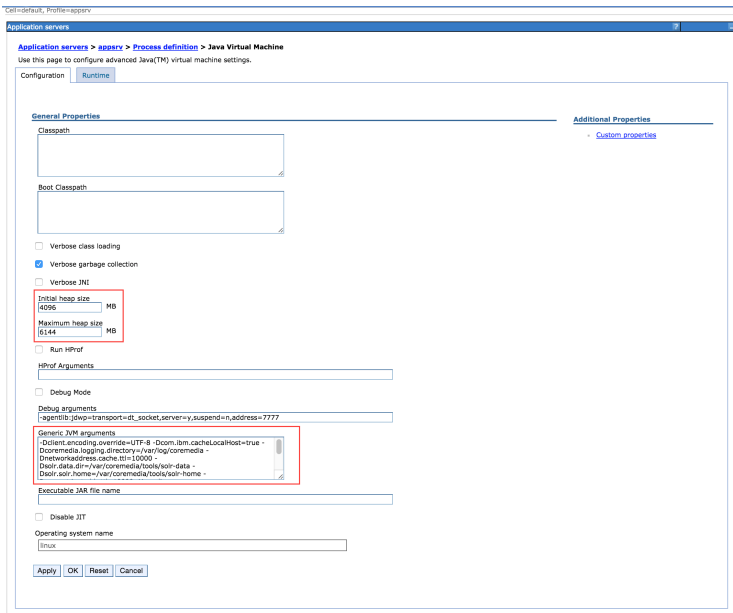 Cell=default, Profile=appsrv
Application servers ?
Application servers > appsrv > Process definition > Java Virtual Machine
Use this page to configure advanced Java(TM) virtual machine settings.
Configuration Runtime
General Properties
Additional Properties
Custom properties
Classpath
Boot Classpath
Verbose class loading
Verbose garbage collection
Verbose JNI
Initial heap size
4096 MB
Maximum heap size
6144 MB
Run HProf
HProf Arguments
Debug Mode
Debug arguments
-agentlib:jdwp=transport=dt_socket,server=y,suspend=n,address=7777
Generic JVM arguments
-Dclient.encoding.override=UTF-8 -Dcom.ibm.cacheLocalHost=true -
Dcoremedia.logging.directory=/var/log/coremedia -
Dnetworkaddress.cache.ttl=10000 -
Dsolr.data.dir=/var/coremedia/tools/solr-data -
Dsolr.solr.home=/var/coremedia/tools/solr-home -
Executable JAR file name
Disable JIT
Operating system name
linux
Apply OK Reset Cancel